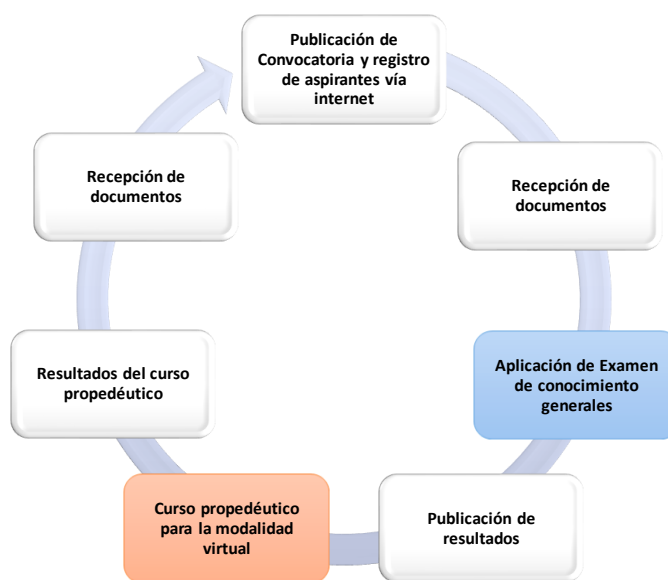 Publicación de
Convocatoria y registro
de aspirantes vía
internet
Recepción de
documentos
Aplicación de Examen
de conocimiento
generales
Publicación de
resultados
Curso propedéutico
para la modalidad
virtual
Resultados del curso
propedéutico
Recepción de
documentos